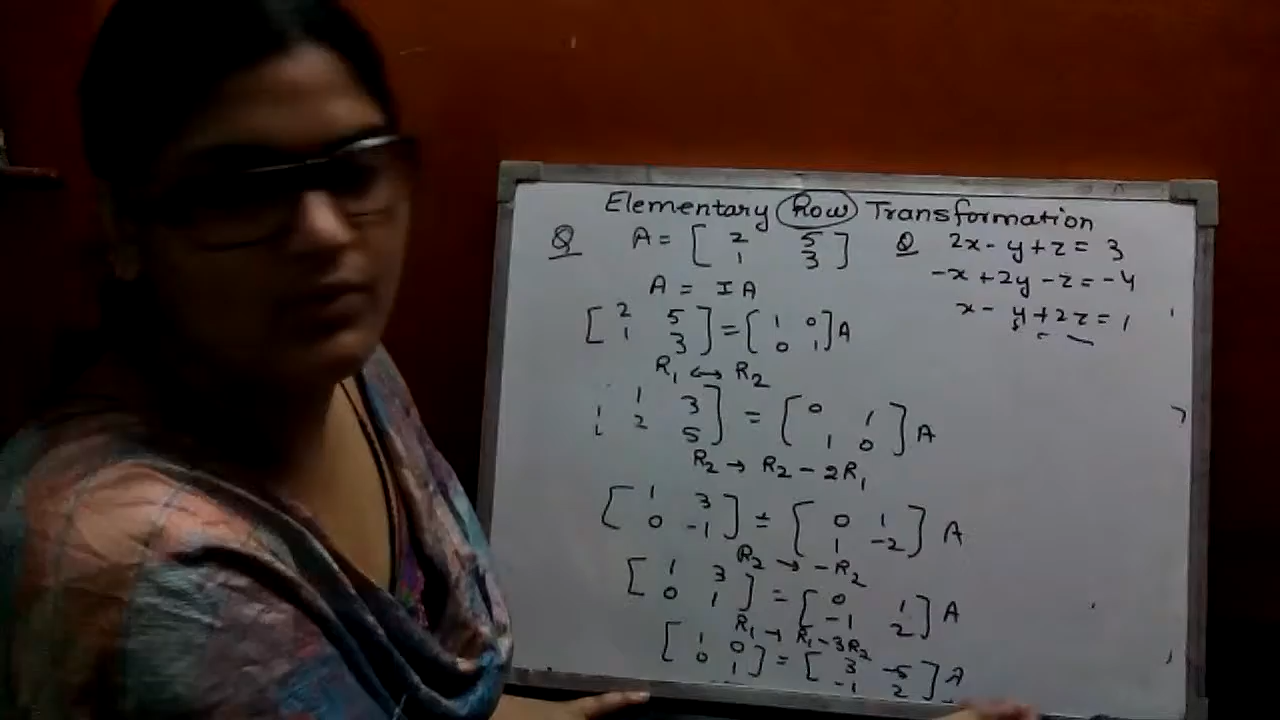 Elementary Row Transformation
Q A = [ 2 5
1 3 ]
A = I A
[ 2 5
1 3 ] = [ 1 0
0 1 ] A
R1 ↔ R2
1 3
2 5 ] = [ 0 1
1 0 ] A
R2 → R2 - 2R1
[ 1 3
0 -1 ] = [ 0 1
1 -2 ] A
R2 → -R2
[ 1 3
0 1 ] = [ 0 1
-1 2 ] A
R1 → R1 - 3R2
[ 1 0
0 1 ] = [ 3 -5
-1 2 ] A
Q 2x - y + z = 3
-x + 2y - z = -4
x - y + 2z = 1